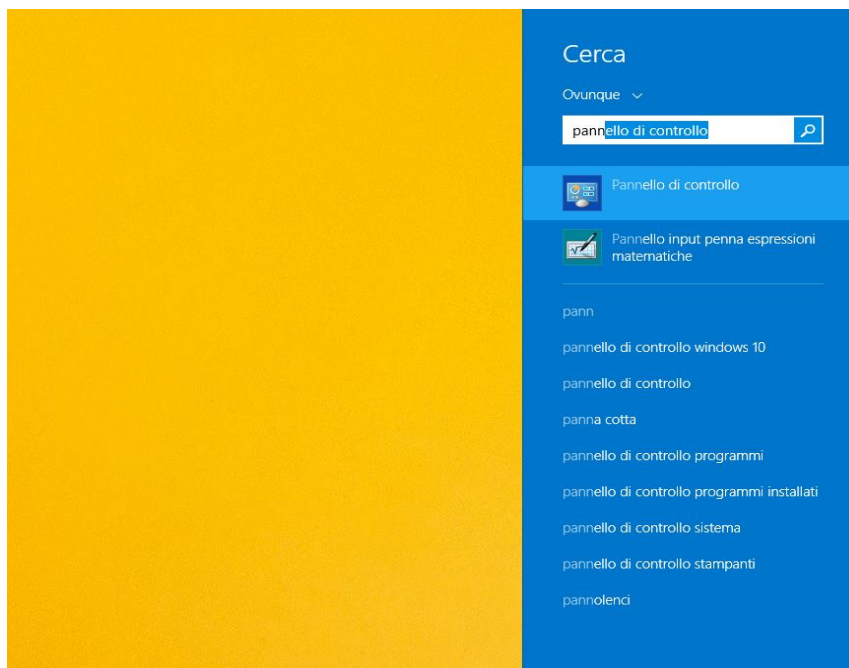 Cerca
Ovunque
pannello di controllo
Pannello di controllo
Pannello input penna espressioni
matematiche
pann
pannello di controllo windows 10
pannello di controllo
panna cotta
pannello di controllo programmi
pannello di controllo programmi installati
pannello di controllo sistema
pannello di controllo stampanti
pannolenci